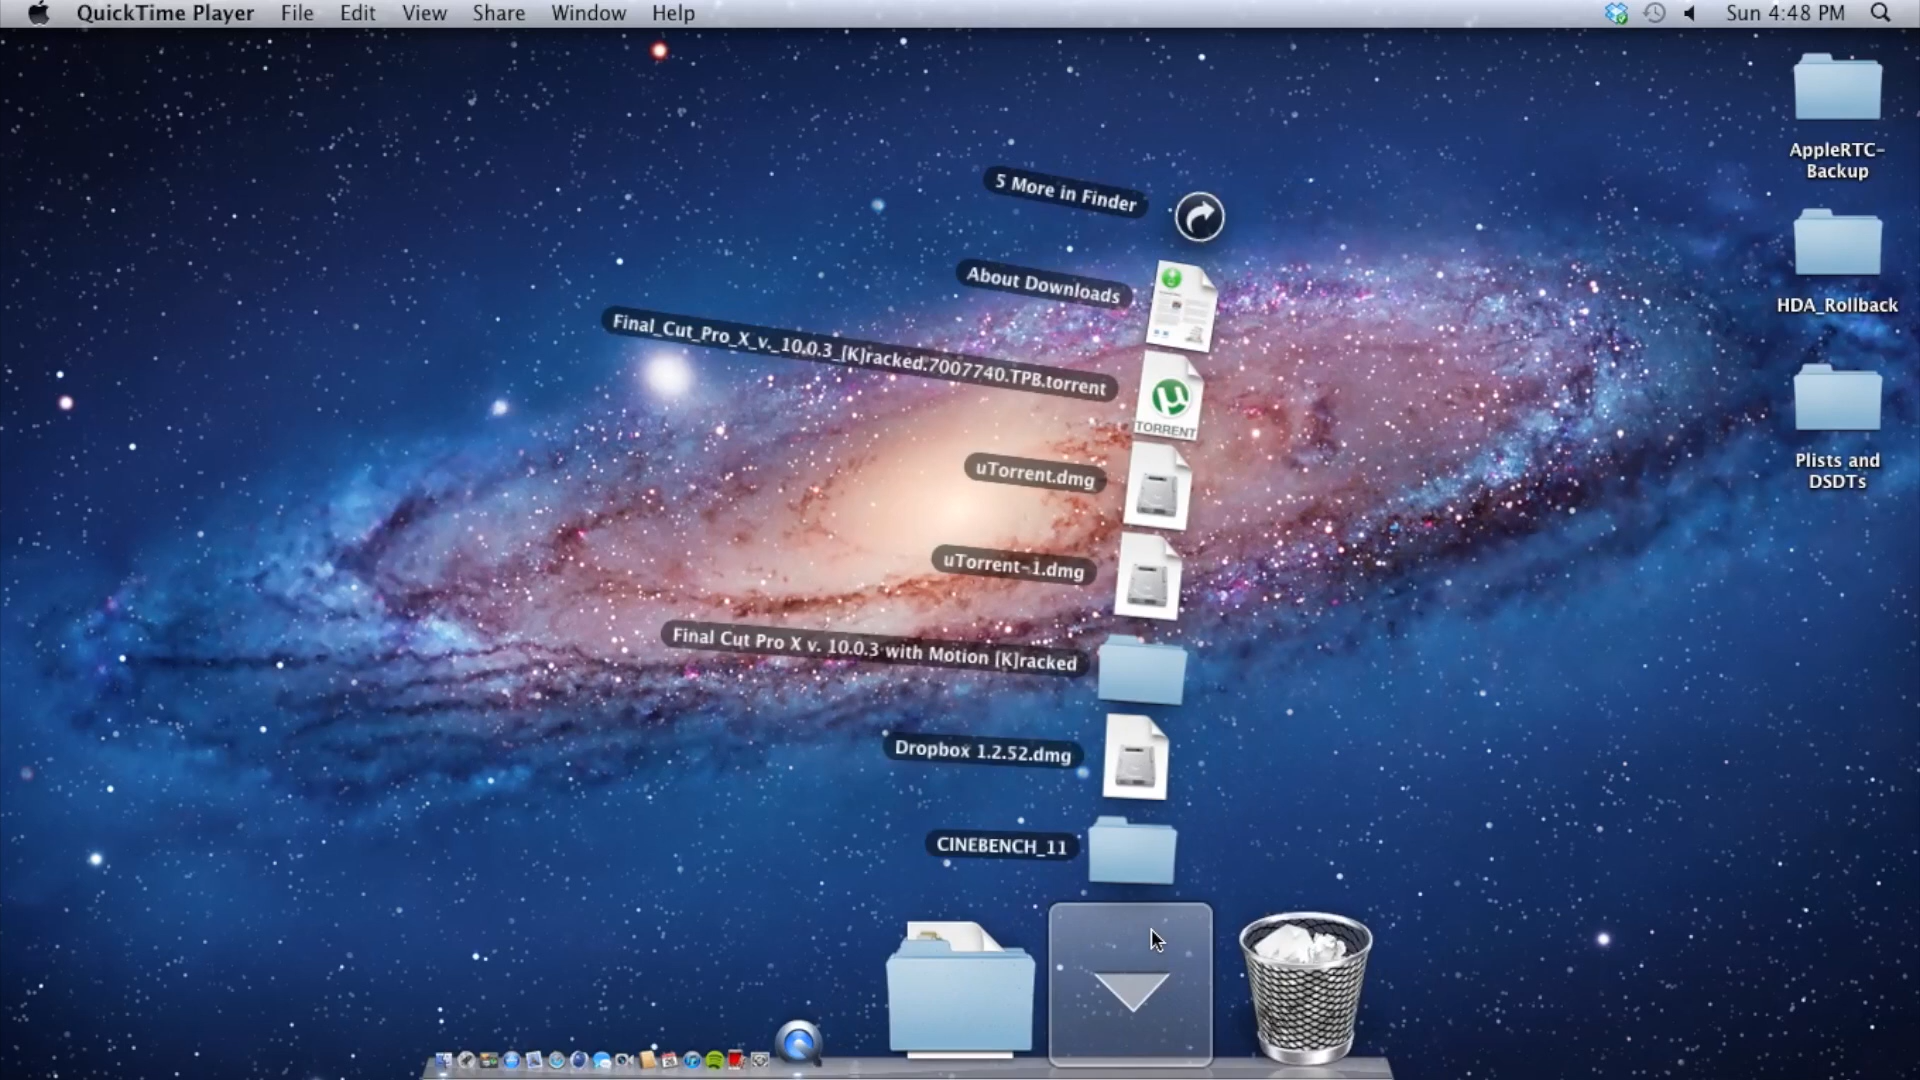 QuickTime Player File Edit View Share Window Help Sun 4:48 PM
AppleRTC-
Backup
5 More in Finder
HDA_Rollback
About Downloads
Final_Cut_Pro_X_v._10.0.3_[K]racked.7007740.TPB.torrent
TORRENT
Plists and
DSDTs
uTorrent.dmg
uTorrent-1.dmg
Final Cut Pro X v. 10.0.3 with Motion [K]racked
Dropbox 1.2.52.dmg
CINEBENCH_11